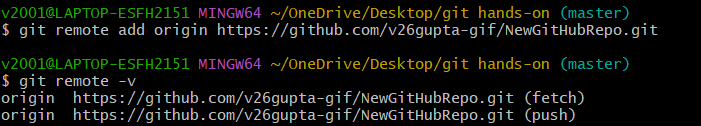 v2001@LAPTOP-ESFH2151 MINGW64 ~/OneDrive/Desktop/git hands-on (master)
$ git remote add origin https://github.com/v26gupta-gif/NewGitHubRepo.git
v2001@LAPTOP-ESFH2151 MINGW64 ~/OneDrive/Desktop/git hands-on (master)
$ git remote -v
origin  https://github.com/v26gupta-gif/NewGitHubRepo.git (fetch)
origin  https://github.com/v26gupta-gif/NewGitHubRepo.git (push)